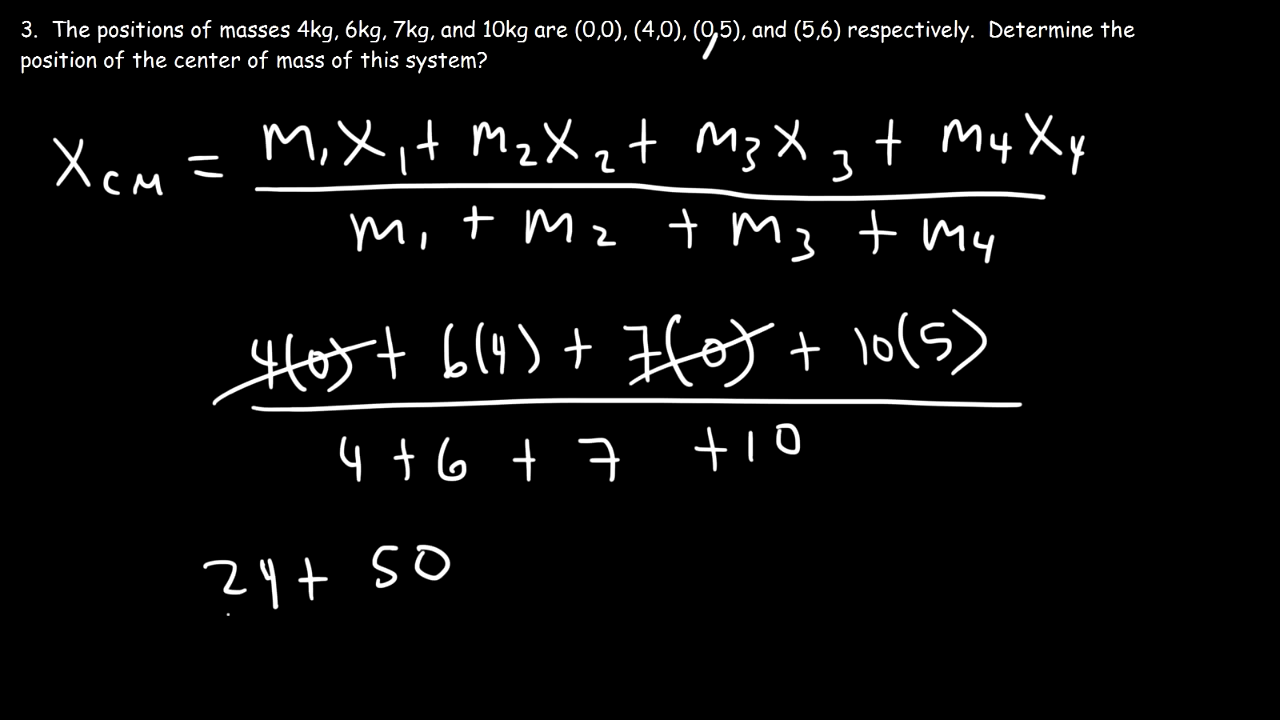 3. The positions of masses 4kg, 6kg, 7kg, and 10kg are (0,0), (4,0), (0,5), and (5,6) respectively. Determine the
position of the center of mass of this system?
X_CM = (m₁X₁ + m₂X₂ + m₃X₃ + m₄X₄)
m₁ + m₂ + m₃ + m₄
4(0) + 6(4) + 7(0) + 10(5)
4 + 6 + 7 + 10
24 + 50